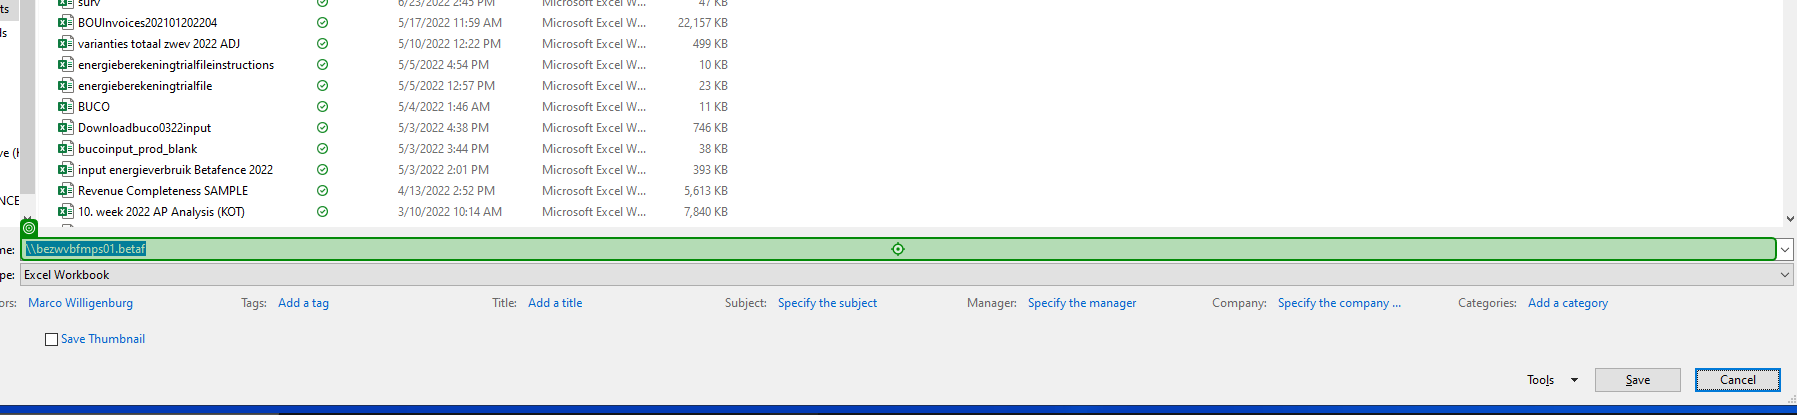 ts surv 6/23/2022 2:45 PM Microsoft Excel W... 47 KB
BOUInvoices202101202204 5/17/2022 11:59 AM Microsoft Excel W... 22,157 KB
ls varianties totaal zwev 2022 ADJ 5/10/2022 12:22 PM Microsoft Excel W... 499 KB
energieberekeningtrialfileinstructions 5/5/2022 4:54 PM Microsoft Excel W... 10 KB
energieberekeningtrialfile 5/5/2022 12:57 PM Microsoft Excel W... 23 KB
BUCO 5/4/2022 1:46 AM Microsoft Excel W... 11 KB
Downloadbuco0322input 5/3/2022 4:38 PM Microsoft Excel W... 746 KB
ve (H bucoinput_prod_blank 5/3/2022 3:44 PM Microsoft Excel W... 38 KB
input energieverbruik Betafence 2022 5/3/2022 2:01 PM Microsoft Excel W... 393 KB
NCE Revenue Completeness SAMPLE 4/13/2022 2:52 PM Microsoft Excel W... 5,613 KB
10. week 2022 AP Analysis (KOT) 3/10/2022 10:14 AM Microsoft Excel W... 7,840 KB
me: \\bezwvbfmps01.betaf
pe: Excel Workbook
ors: Marco Willigenburg Tags: Add a tag Title: Add a title Subject: Specify the subject Manager: Specify the manager Company: Specify the company ... Categories: Add a category
Save Thumbnail
Tools Save Cancel